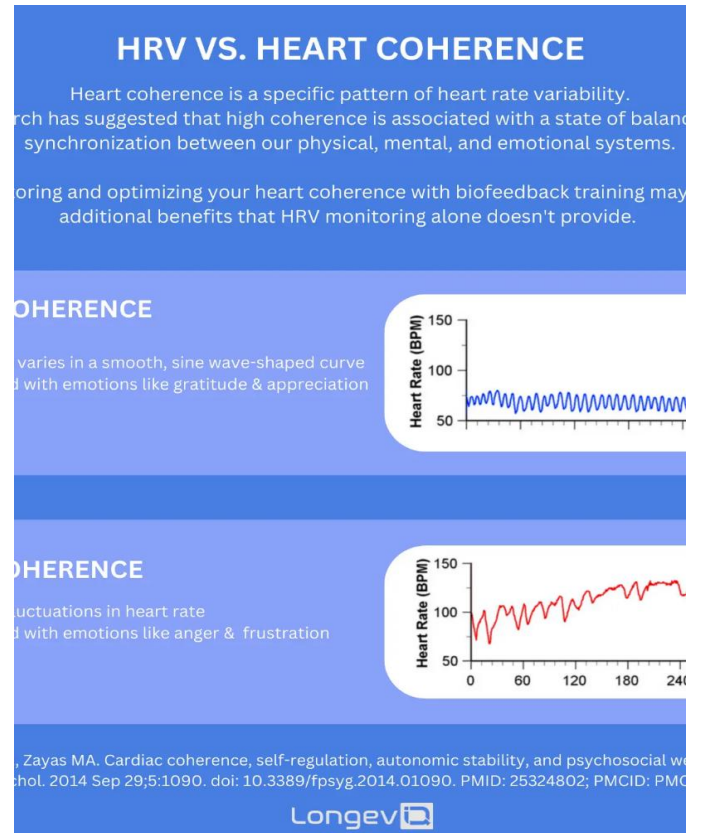 HRV VS. HEART COHERENCE
Heart coherence is a specific pattern of heart rate variability.
rch has suggested that high coherence is associated with a state of balanc
synchronization between our physical, mental, and emotional systems.
oring and optimizing your heart coherence with biofeedback training may
additional benefits that HRV monitoring alone doesn't provide.
OHERENCE
varies in a smooth, sine wave-shaped curve
d with emotions like gratitude & appreciation
Heart Rate (BPM)
150
100
50
OHERENCE
uctuations in heart rate
d with emotions like anger & frustration
Heart Rate (BPM)
150
100
50
0 60 120 180 240
, Zayas MA. Cardiac coherence, self-regulation, autonomic stability, and psychosocial we
chol. 2014 Sep 29;5:1090. doi: 10.3389/fpsyg.2014.01090. PMID: 25324802; PMCID: PMC
LongeviQ